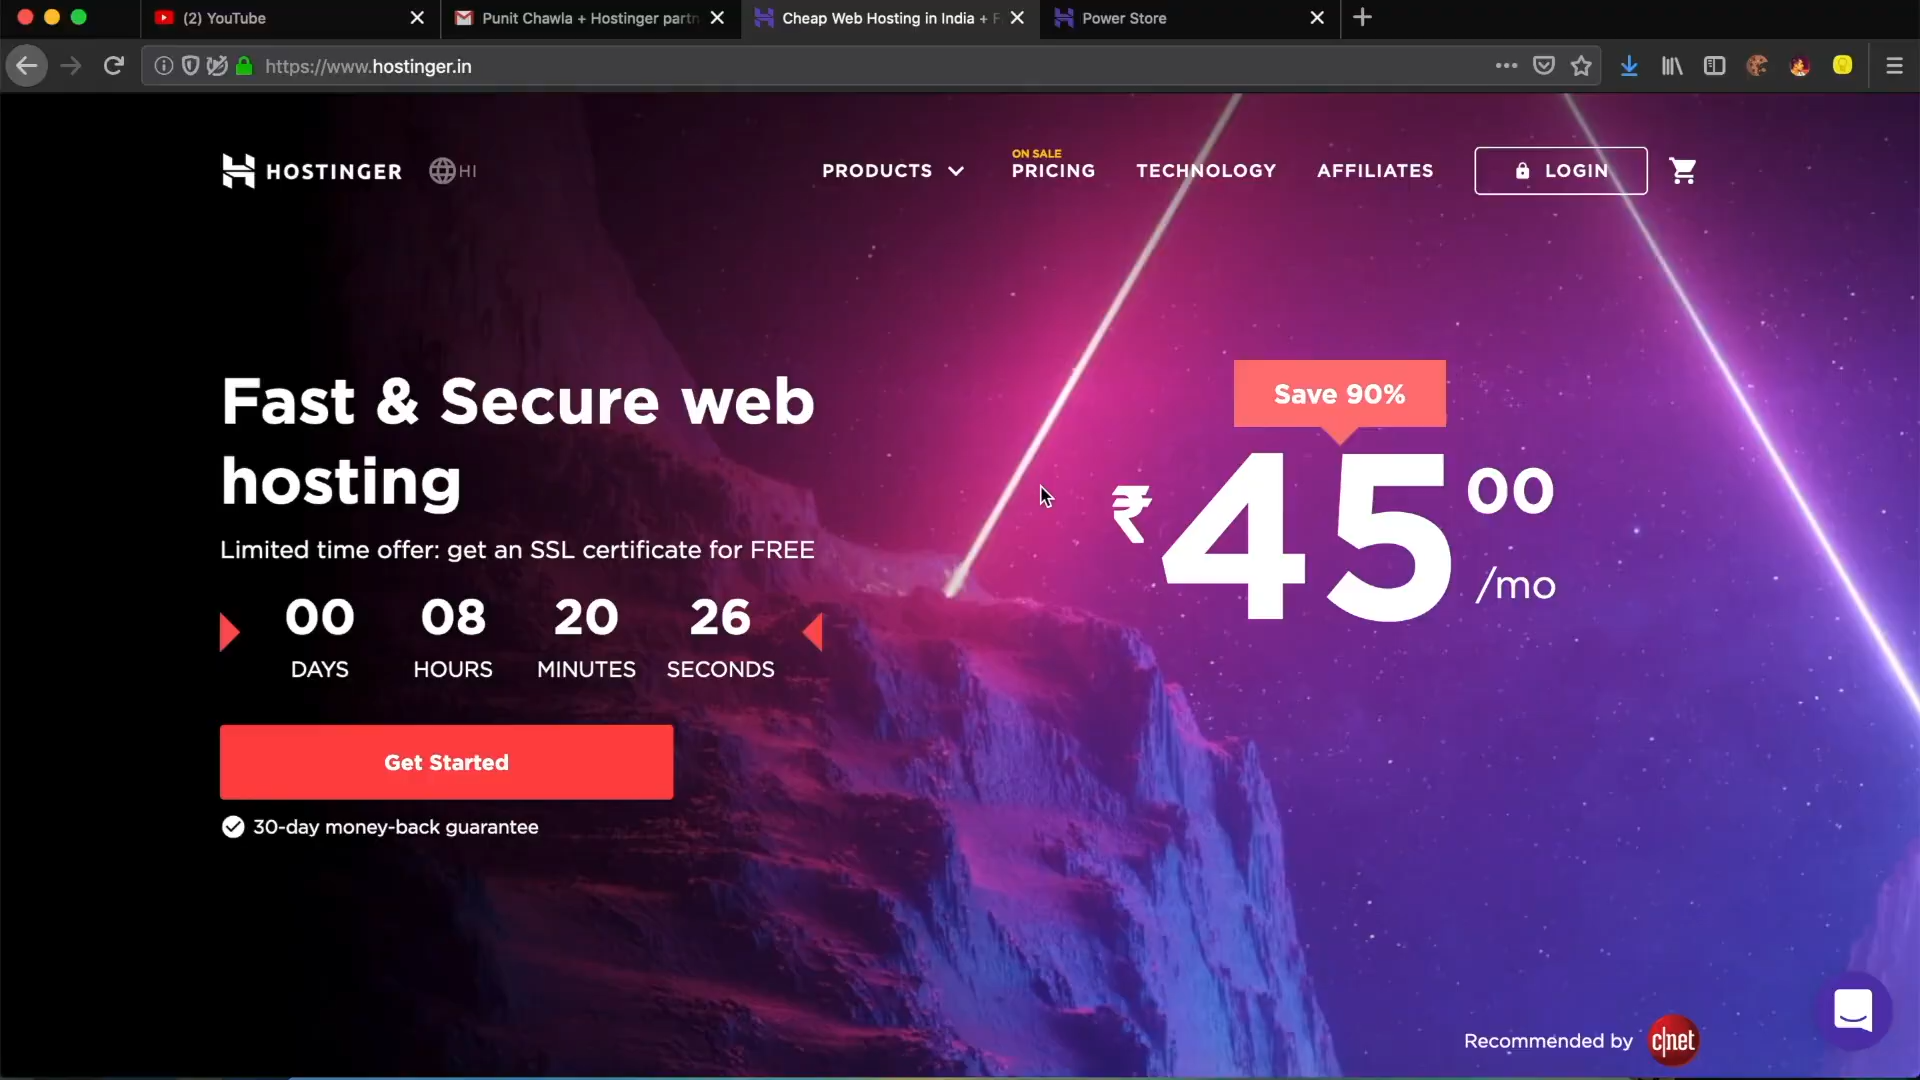 (2) YouTube
Punit Chawla + Hostinger partn
Cheap Web Hosting in India + F
Power Store
https://www.hostinger.in
HOSTINGER
HI
PRODUCTS
ON SALE
PRICING
TECHNOLOGY
AFFILIATES
LOGIN
Fast & Secure web
hosting
Limited time offer: get an SSL certificate for FREE
00 08 20 26
DAYS HOURS MINUTES SECONDS
Get Started
30-day money-back guarantee
Save 90%
₹4500
/mo
Recommended by c|net